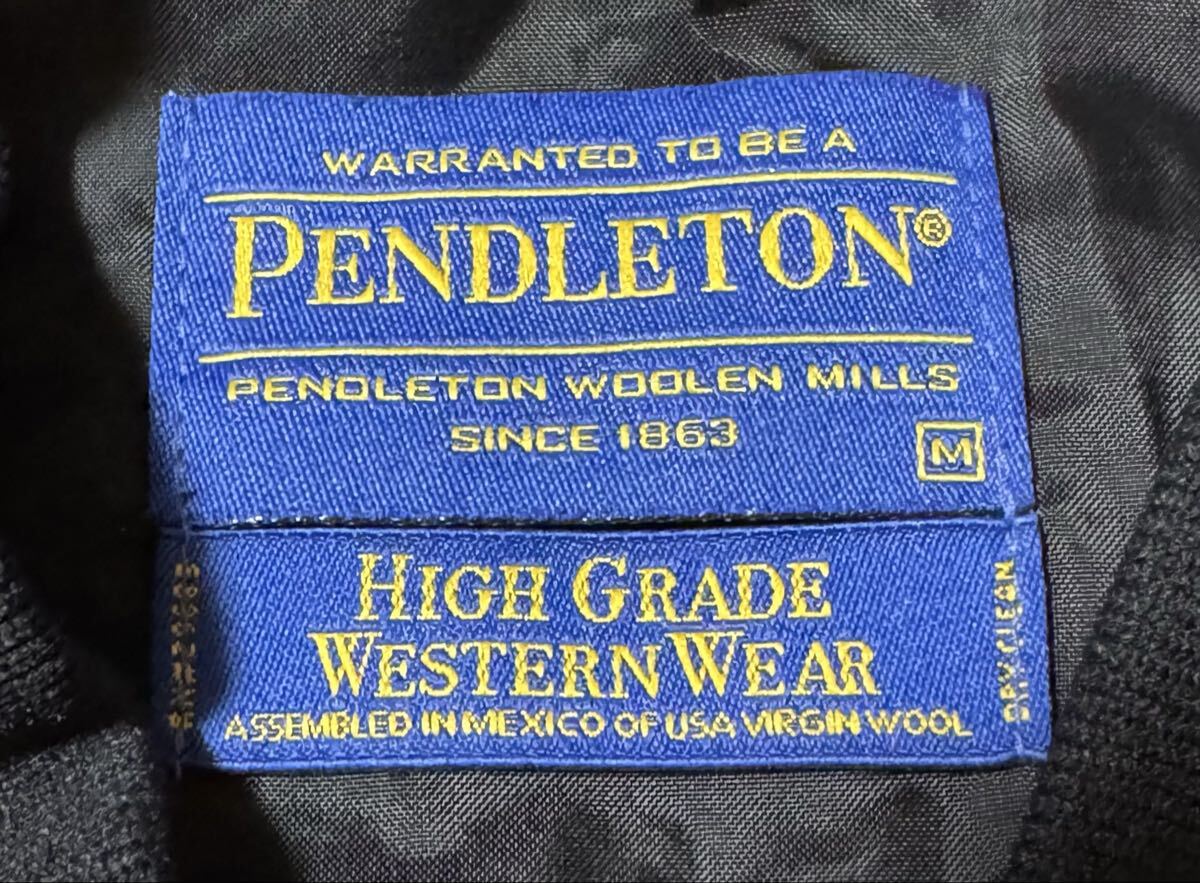 WARRANTED TO BE A
PENDLETON®
PENDLETON WOOLEN MILLS
SINCE 1863
M
HIGH GRADE
WESTERN WEAR
ASSEMBLED IN MEXICO OF USA VIRGIN WOOL
DRY CLEAN